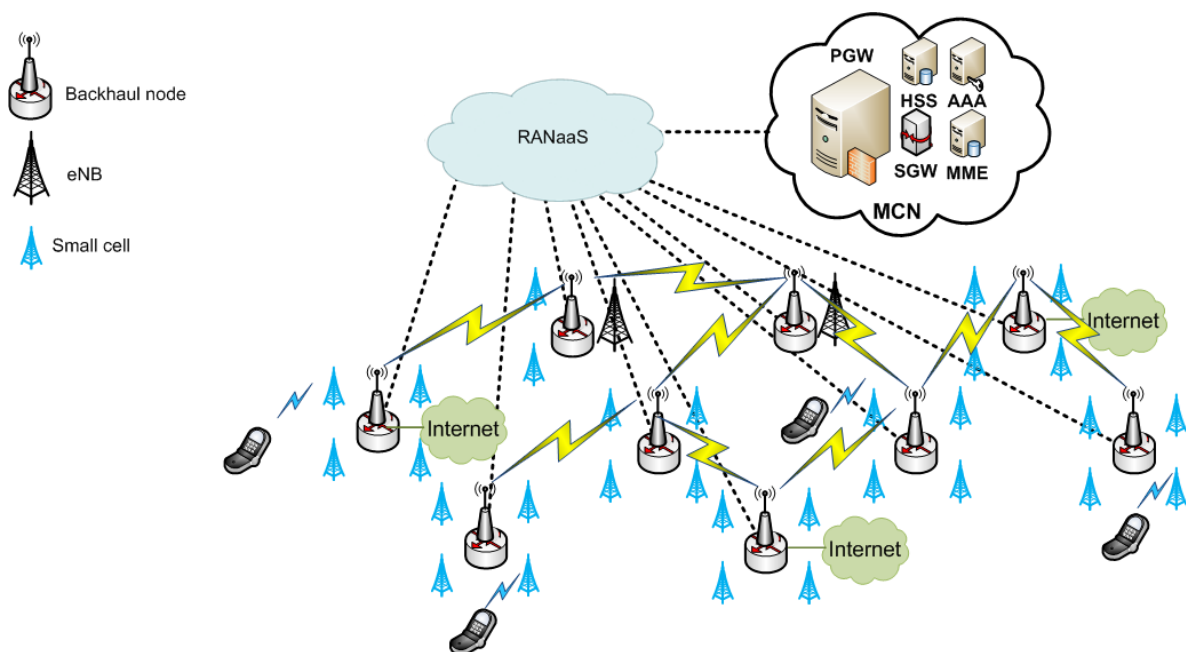 Backhaul node
eNB
Small cell
RANaaS
PGW
HSS AAA
SGW MME
MCN
Internet
Internet
Internet